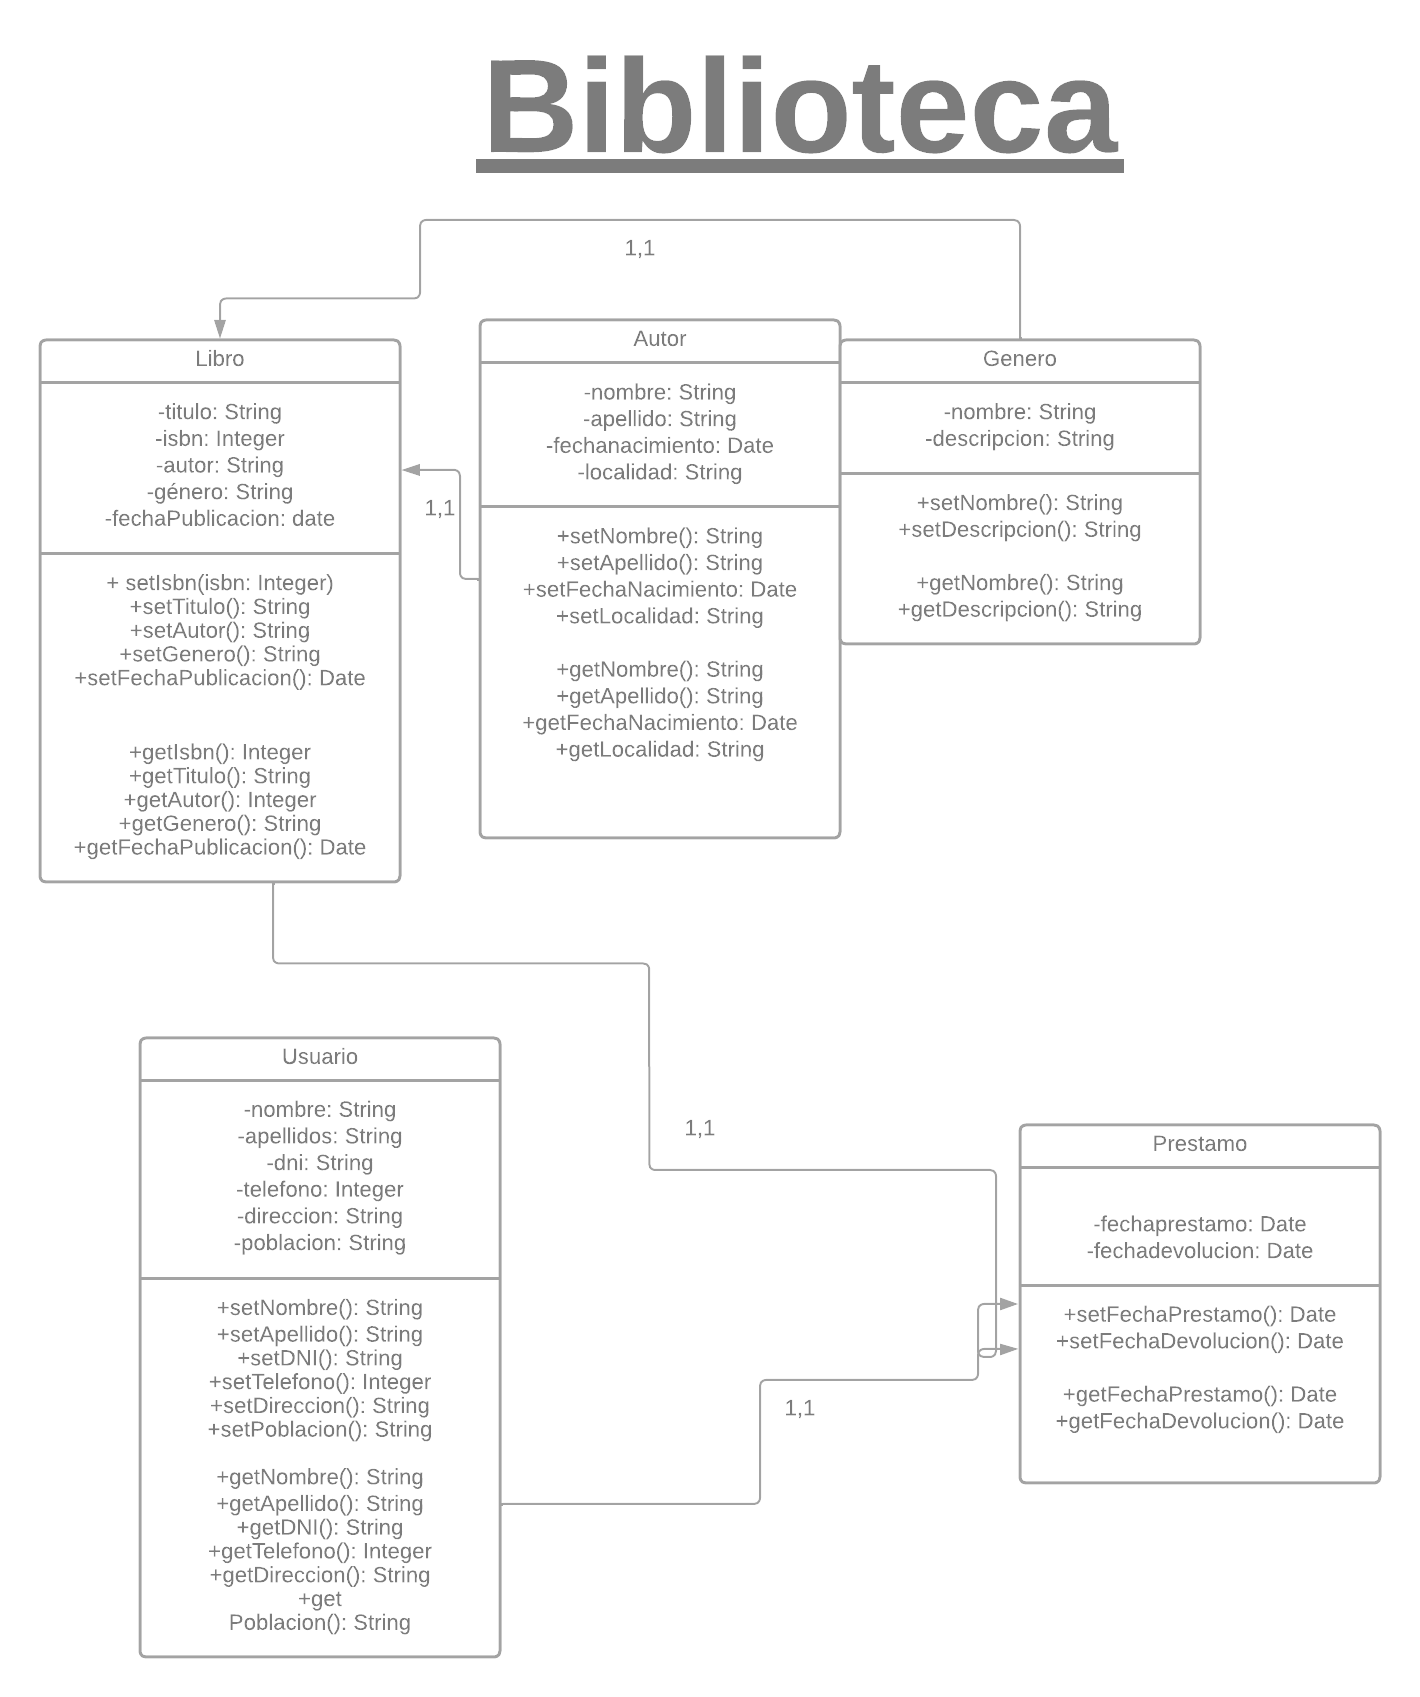 Biblioteca
1,1
Libro
-titulo: String
-isbn: Integer
-autor: String
-género: String
-fechaPublicacion: date
+ setIsbn(isbn: Integer)
+setTitulo(): String
+setAutor(): String
+setGenero(): String
+setFechaPublicacion(): Date
+getIsbn(): Integer
+getTitulo(): String
+getAutor(): Integer
+getGenero(): String
+getFechaPublicacion(): Date
1,1
Autor
-nombre: String
-apellido: String
-fechanacimiento: Date
-localidad: String
+setNombre(): String
+setApellido(): String
+setFechaNacimiento: Date
+setLocalidad: String
+getNombre(): String
+getApellido(): String
+getFechaNacimiento: Date
+getLocalidad: String
Genero
-nombre: String
-descripcion: String
+setNombre(): String
+setDescripcion(): String
+getNombre(): String
+getDescripcion(): String
Usuario
-nombre: String
-apellidos: String
-dni: String
-telefono: Integer
-direccion: String
-poblacion: String
+setNombre(): String
+setApellido(): String
+setDNI(): String
+setTelefono(): Integer
+setDireccion(): String
+setPoblacion(): String
+getNombre(): String
+getApellido(): String
+getDNI(): String
+getTelefono(): Integer
+getDireccion(): String
+get
Poblacion(): String
1,1
1,1
Prestamo
-fechaprestamo: Date
-fechadevolucion: Date
+setFechaPrestamo(): Date
+setFechaDevolucion(): Date
+getFechaPrestamo(): Date
+getFechaDevolucion(): Date